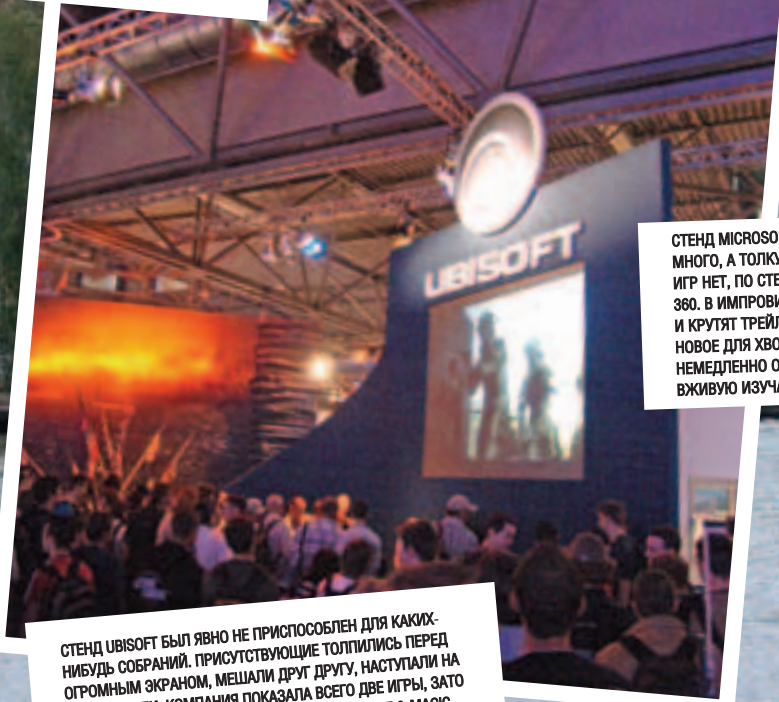 UBISOFT
СТЕНД MICROSO
МНОГО, А ТОЛКУ
ИГР НЕТ, ПО СТЕ
360. В ИМПРОВИ
И КРУТЯТ ТРЕЙЛ
НОВОЕ ДЛЯ ХВО
НЕМЕДЛЕННО О
ВЖИВУЮ ИЗУЧА
СТЕНД UBISOFT БЫЛ ЯВНО НЕ ПРИСПОСОБЛЕН ДЛЯ КАКИХ-
НИБУДЬ СОБРАНИЙ. ПРИСУТСТВУЮЩИЕ ТОЛПИЛИСЬ ПЕРЕД
ОГРОМНЫМ ЭКРАНОМ, МЕШАЛИ ДРУГ ДРУГУ, НАСТУПАЛИ НА
КОМПАНИЯ ПОКАЗАЛА ВСЕГО ДВЕ ИГРЫ, ЗАТО
MAGIC